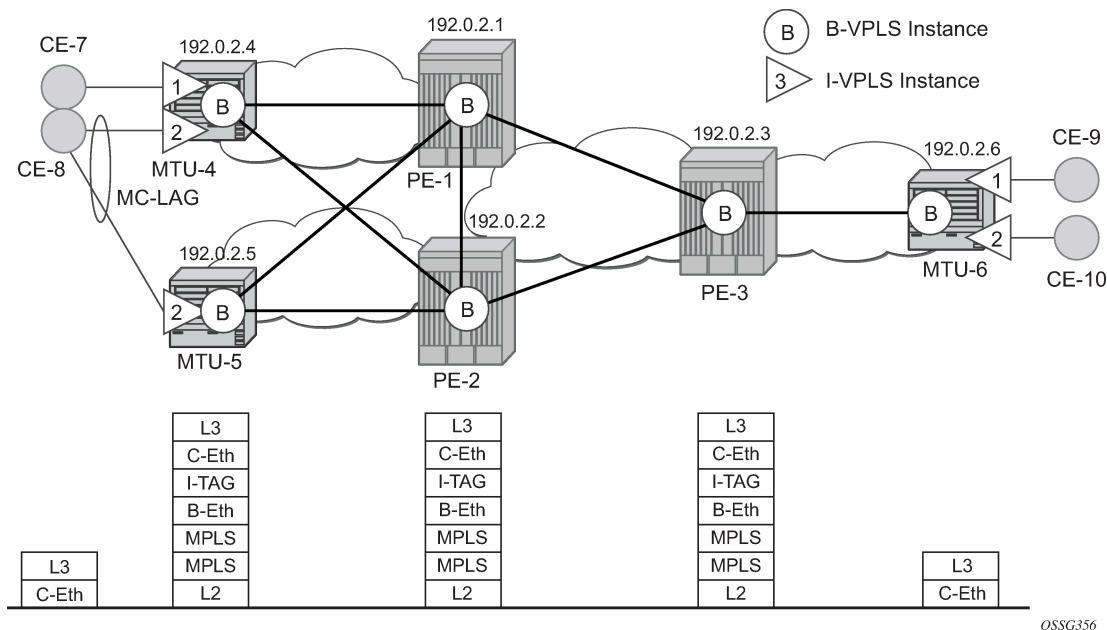 192.0.2.1
B B-VPLS Instance
CE-7 192.0.2.4
3 I-VPLS Instance
1 B B
192.0.2.3 CE-9
2 192.0.2.6
CE-8 MTU-4 PE-1
MC-LAG 1
192.0.2.2 B B
192.0.2.5 2
MTU-6 CE-10
PE-3
2 B B
MTU-5 PE-2
L3 L3 L3
C-Eth C-Eth C-Eth
I-TAG I-TAG I-TAG
B-Eth B-Eth B-Eth
MPLS MPLS MPLS
L3 MPLS MPLS MPLS L3
C-Eth L2 L2 L2 C-Eth
OSSG356